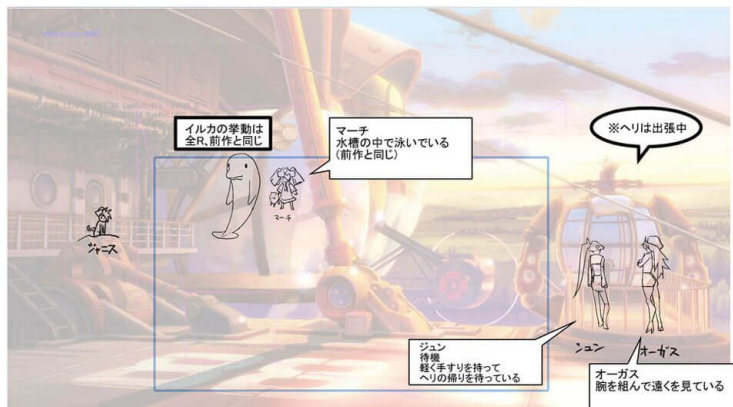 イルカの挙動は
全R、前作と同じ
マーチ
水槽の中で泳いでいる
(前作と同じ)
※ヘリは出張中
マーチ
ジャニス
ジュン
待機
軽く手すりを持って
ヘリの帰りを待っている
シュン
オーガス
オーガス
腕を組んで遠くを見ている